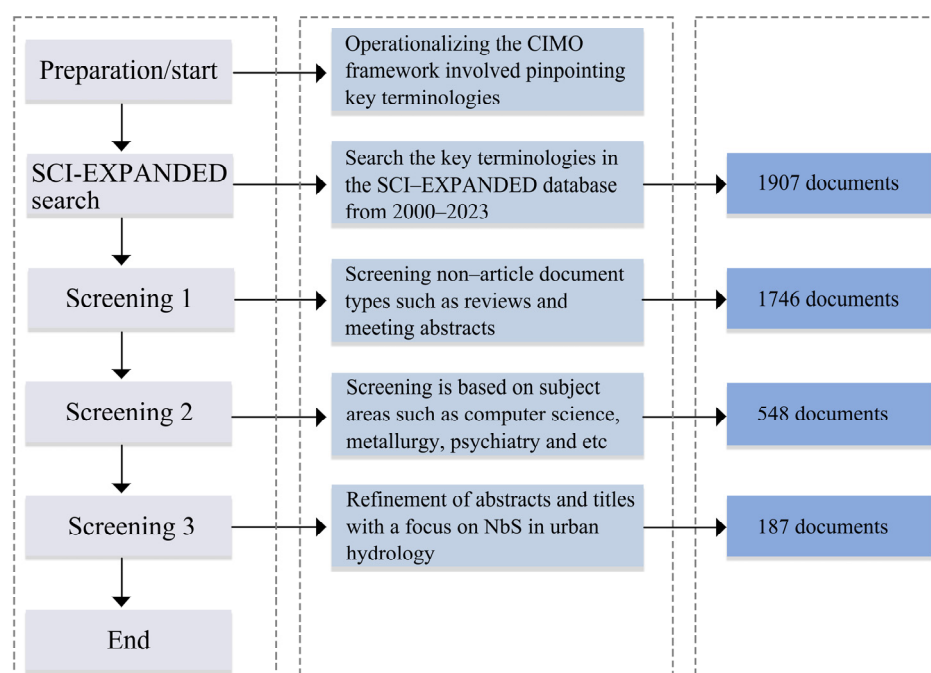 Preparation/start
Operationalizing the CIMO
framework involved pinpointing
key terminologies
SCI-EXPANDED
search
Search the key terminologies in
the SCI–EXPANDED database
from 2000–2023
1907 documents
Screening 1
Screening non–article document
types such as reviews and
meeting abstracts
1746 documents
Screening 2
Screening is based on subject
areas such as computer science,
metallurgy, psychiatry and etc
548 documents
Screening 3
Refinement of abstracts and titles
with a focus on NbS in urban
hydrology
187 documents
End